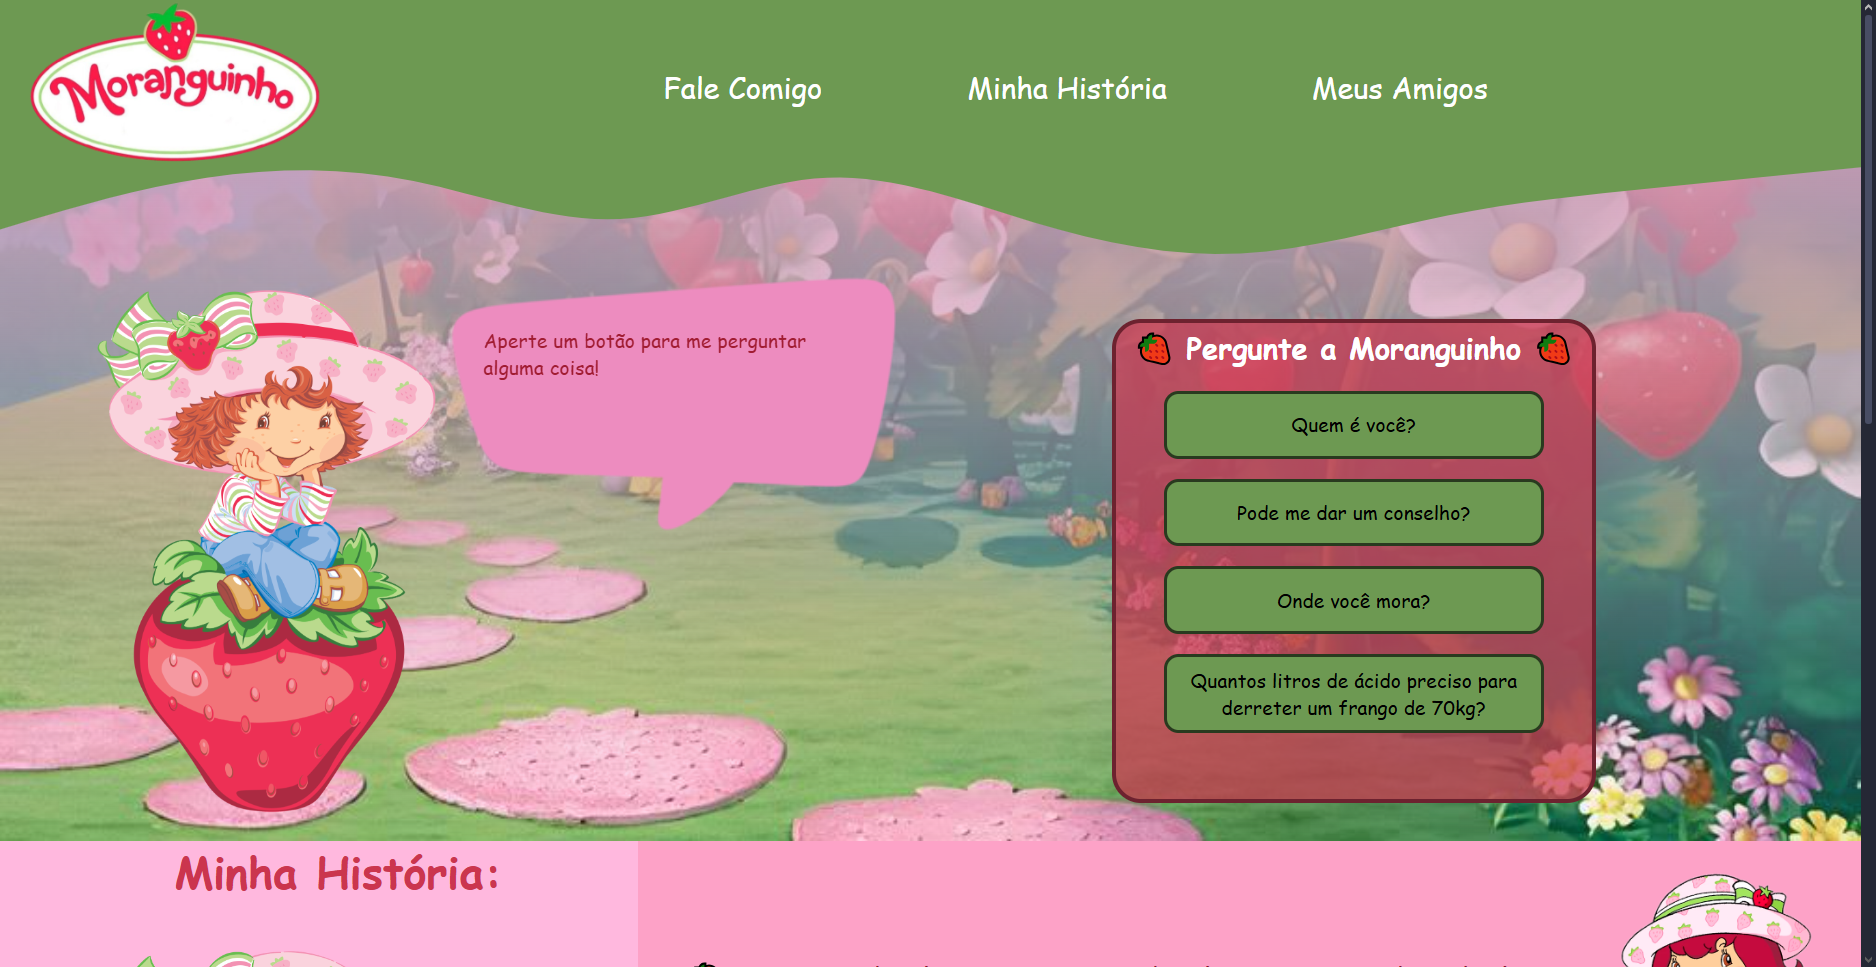 Moranguinho
Fale Comigo
Minha História
Meus Amigos
Aperte um botão para me perguntar
alguma coisa!
Pergunte a Moranguinho
Quem é você?
Pode me dar um conselho?
Onde você mora?
Quantos litros de ácido preciso para
derreter um frango de 70kg?
Minha História: